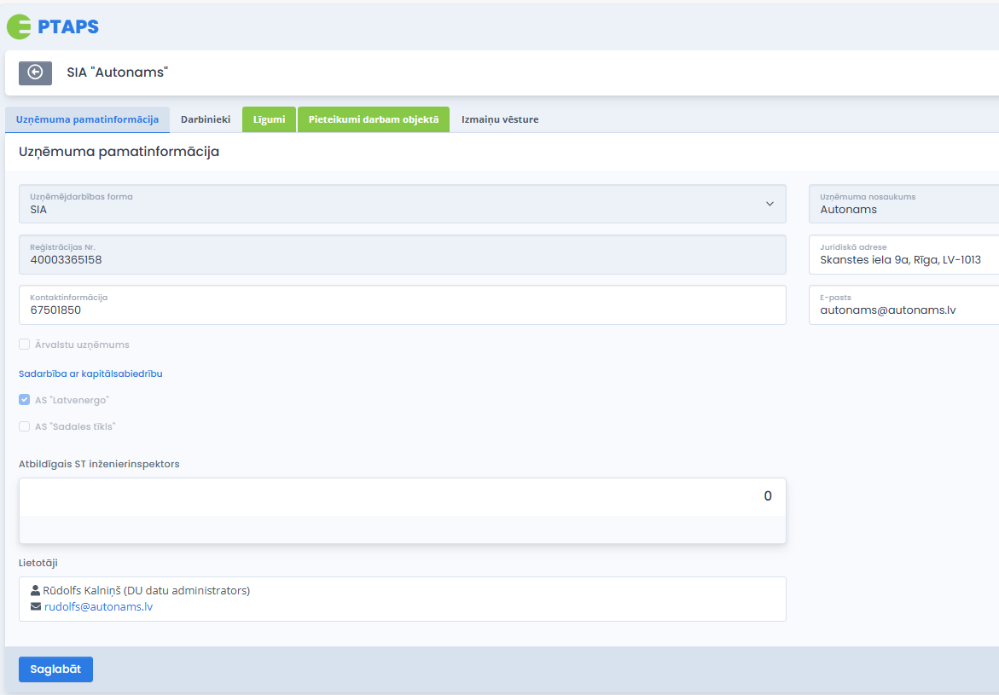 PTAPS
SIA "Autonams"
Uzņēmuma pamatinformācija
Darbinieki
Līgumi
Pieteikumi darbam objektā
Izmaiņu vēsture
Uzņēmuma pamatinformācija
Uzņēmējdarbības forma
SIA
Uzņēmuma nosaukums
Autonams
Reģistrācijas Nr.
40003365158
Juridiskā adrese
Skanstes iela 9a, Rīga, LV-1013
Kontaktinformācija
67501850
E-pasts
autonams@autonams.lv
Ārvalstu uzņēmums
Sadarbība ar kapitālsabiedrību
AS "Latvenergo"
AS "Sadales tīkls"
Atbildīgais ST inženierinspektors
0
Lietotāji
Rūdolfs Kalniņš (DU datu administrators)
rudolfs@autonams.lv
Saglabāt